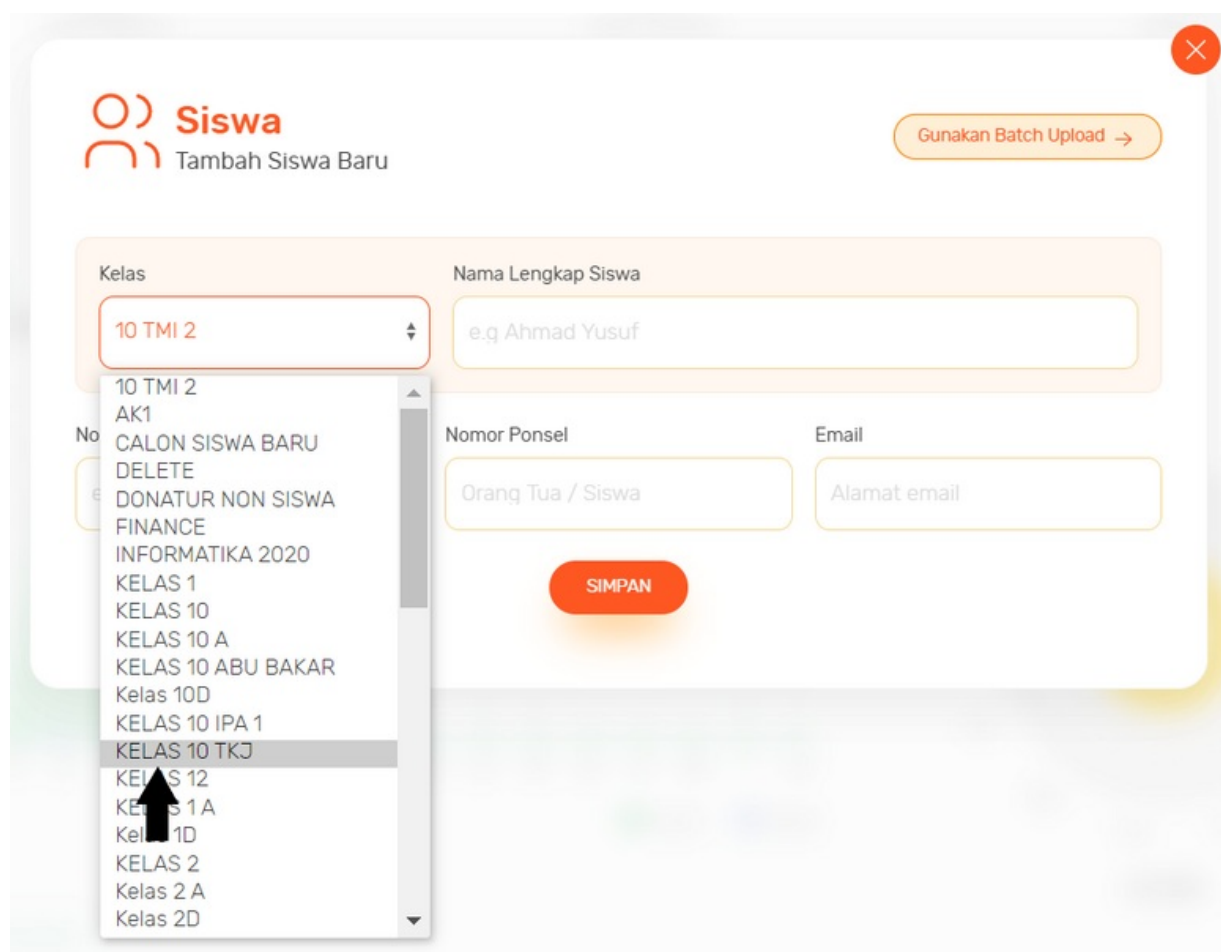 Siswa
Tambah Siswa Baru
Gunakan Batch Upload →
Kelas
Nama Lengkap Siswa
10 TMI 2
e.g Ahmad Yusuf
10 TMI 2
AK1
CALON SISWA BARU
DELETE
DONATUR NON SISWA
FINANCE
INFORMATIKA 2020
KELAS 1
KELAS 10
KELAS 10 A
KELAS 10 ABU BAKAR
Kelas 10D
KELAS 10 IPA 1
KELAS 10 TKJ
KELAS 12
KELAS 1 A
Kelas 1D
KELAS 2
Kelas 2 A
Kelas 2D
No
Nomor Ponsel
Email
Orang Tua / Siswa
Alamat email
SIMPAN